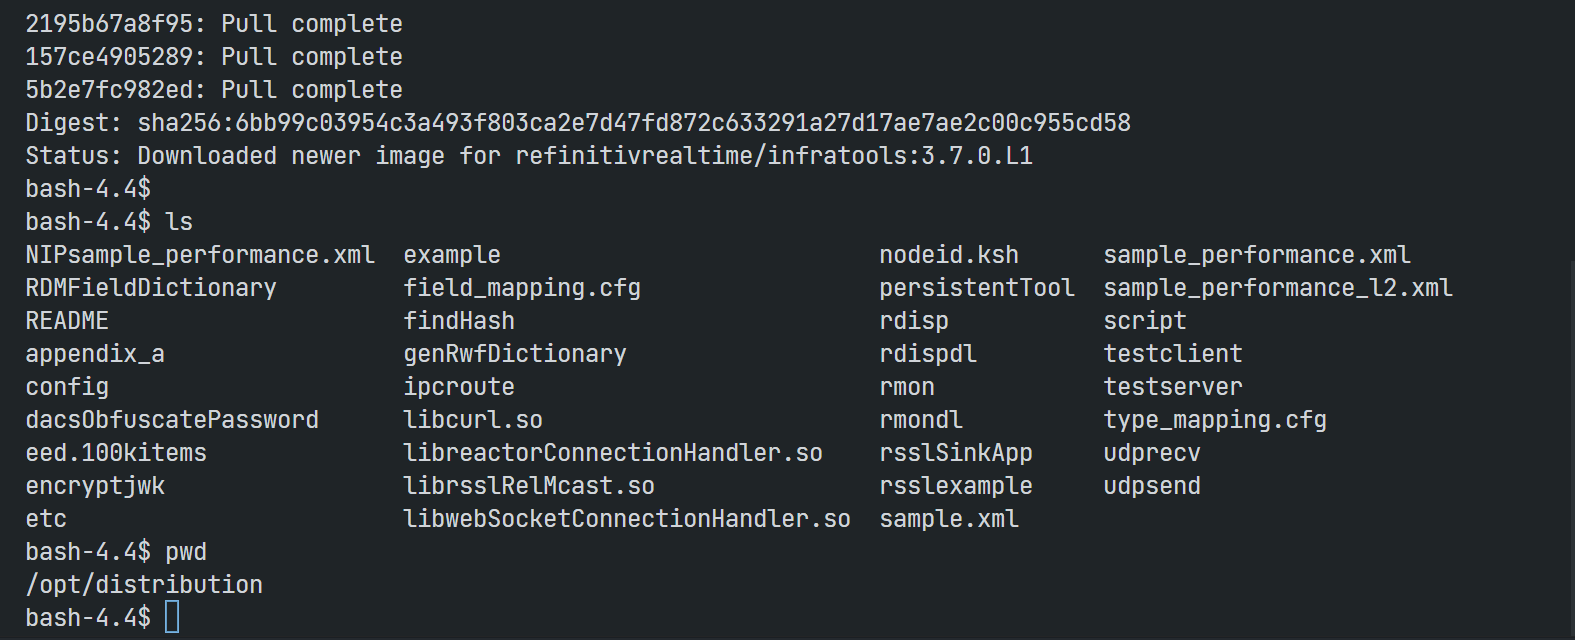 2195b67a8f95: Pull complete
157ce4905289: Pull complete
5b2e7fc982ed: Pull complete
Digest: sha256:6bb99c03954c3a493f803ca2e7d47fd872c633291a27d17ae7ae2c00c955cd58
Status: Downloaded newer image for refinitivrealtime/infratools:3.7.0.L1
bash-4.4$
bash-4.4$ ls
NIPsample_performance.xml  example                          nodeid.ksh      sample_performance.xml
RDMFieldDictionary         field_mapping.cfg                persistentTool  sample_performance_l2.xml
README                     findHash                         rdisp           script
appendix_a                 genRwfDictionary                 rdispdl         testclient
config                     ipcroute                         rmon            testserver
dacsObfuscatePassword      libcurl.so                       rmondl          type_mapping.cfg
eed.100kitems              libreactorConnectionHandler.so   rsslSinkApp     udprecv
encryptjwk                 librsslRelMcast.so               rsslexample     udpsend
etc                        libwebSocketConnectionHandler.so  sample.xml
bash-4.4$ pwd
/opt/distribution
bash-4.4$